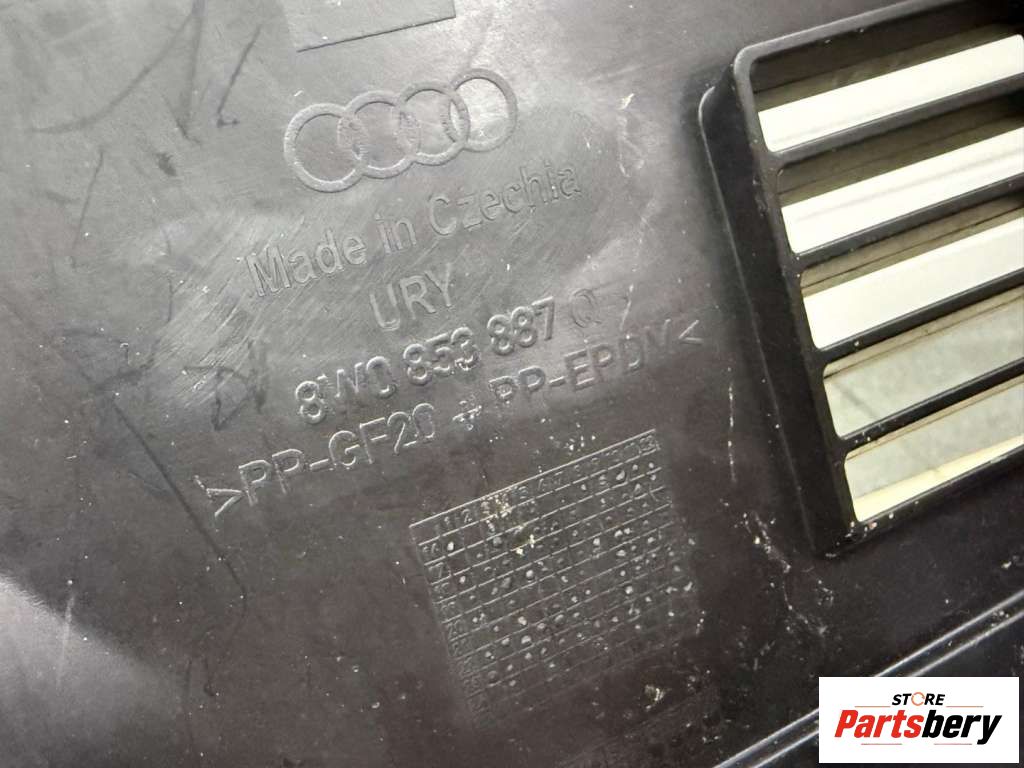 Made in Czechia
URY
8W0 853 887 Q
>PP-GF20 + PP-EPDM<
STORE
Partsbery